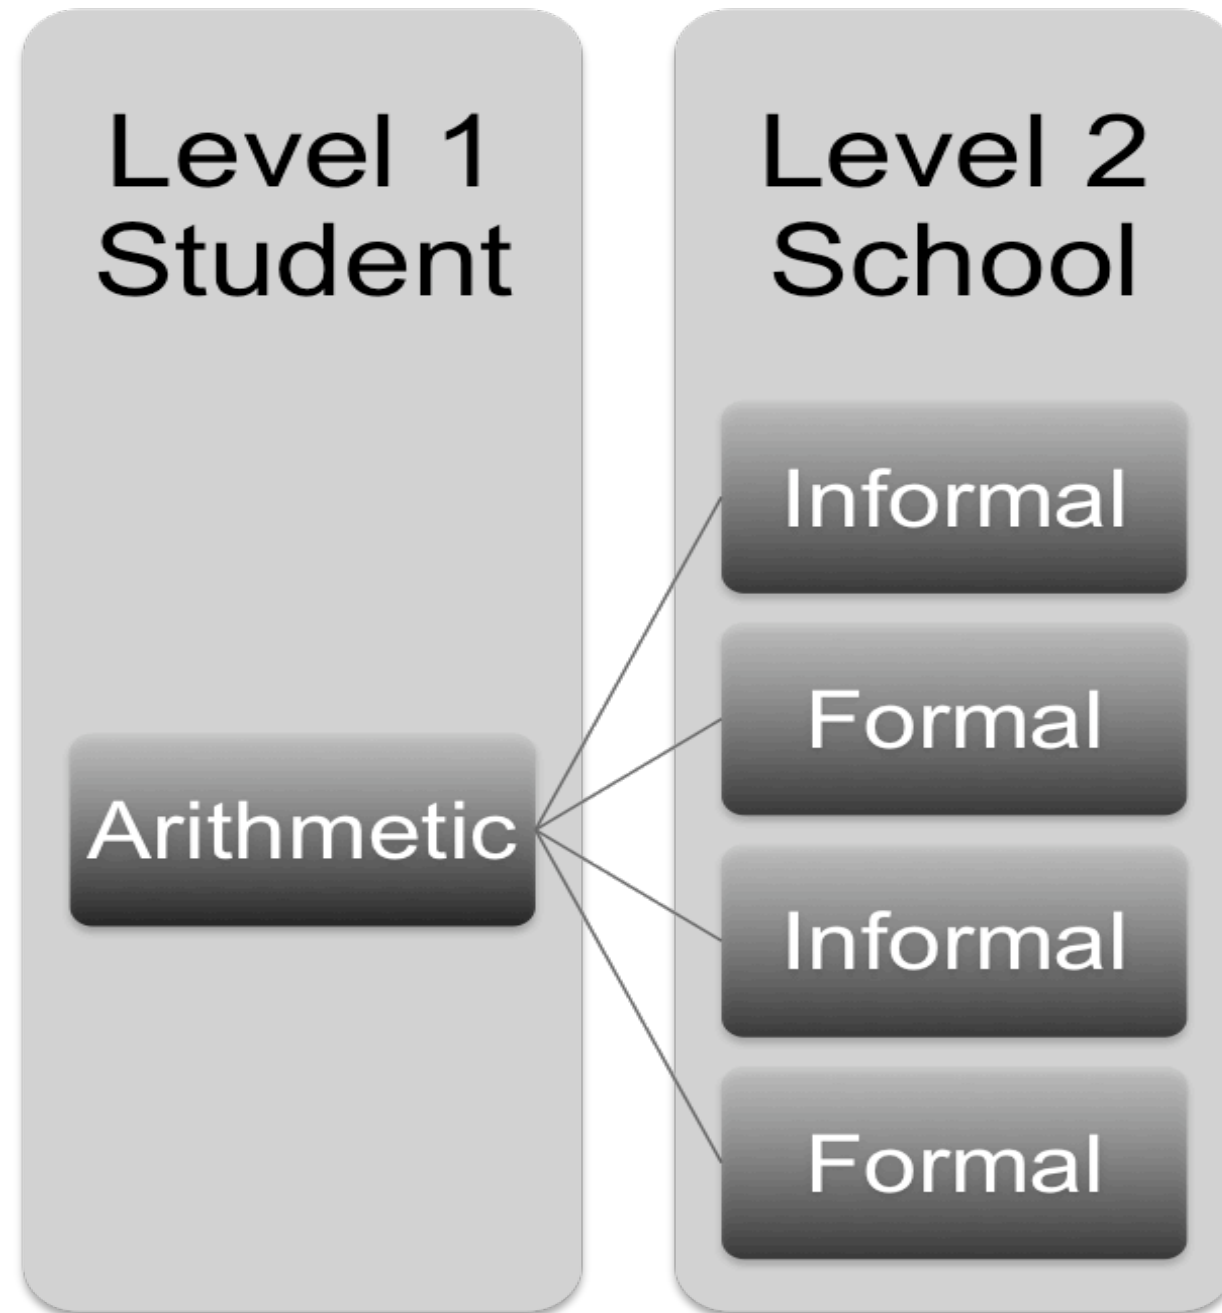 Level 1
Student
Arithmetic
Level 2
School
Informal
Formal
Informal
Formal